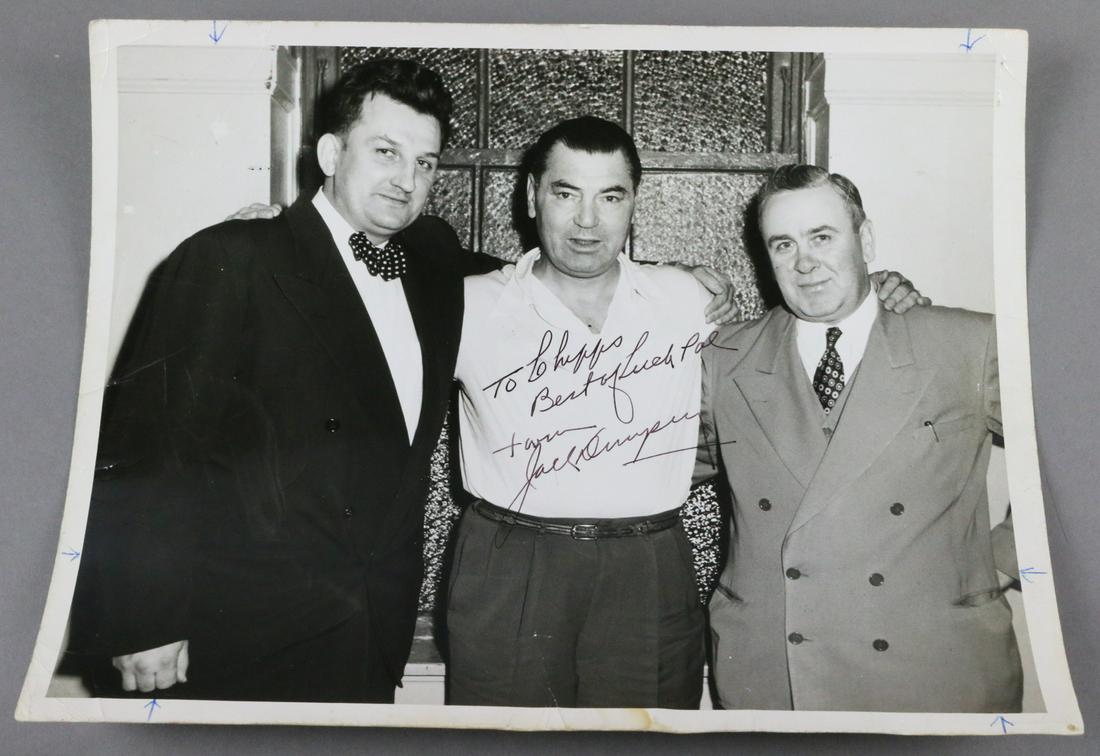 To Chipps
Best of Luck Pal
from
Jack Dempsey